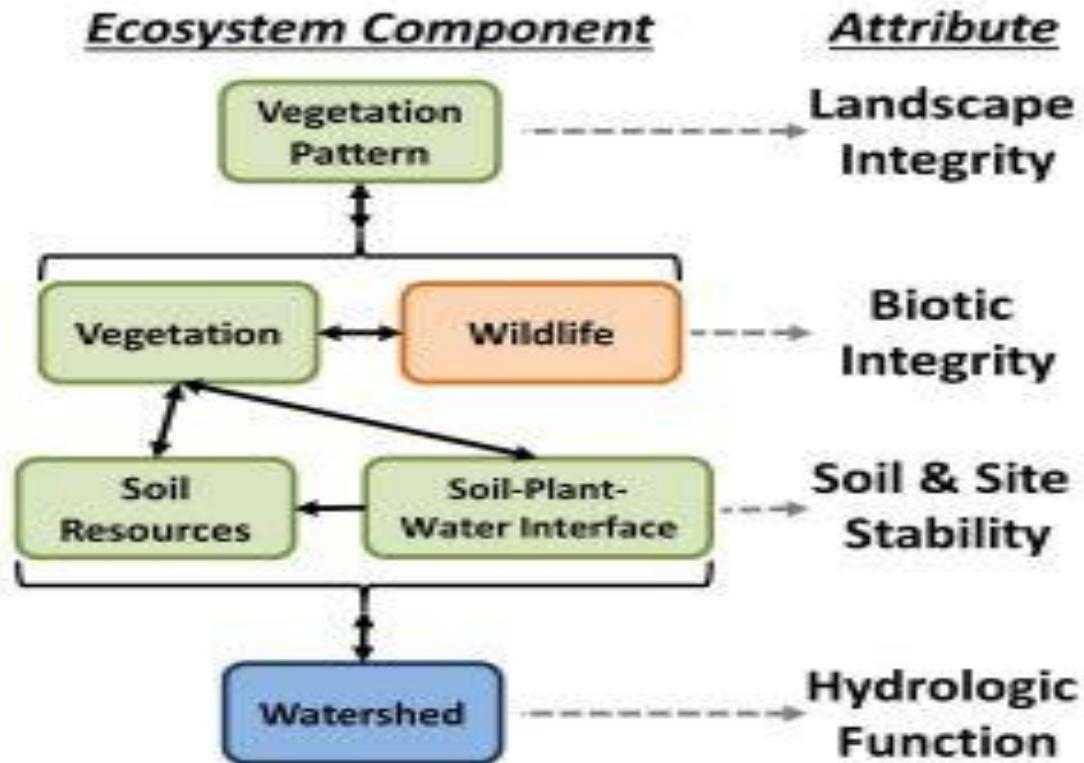 Ecosystem Component
Attribute
Vegetation
Pattern
Landscape
Integrity
Vegetation
Wildlife
Biotic
Integrity
Soil
Resources
Soil-Plant-
Water Interface
Soil & Site
Stability
Watershed
Hydrologic
Function